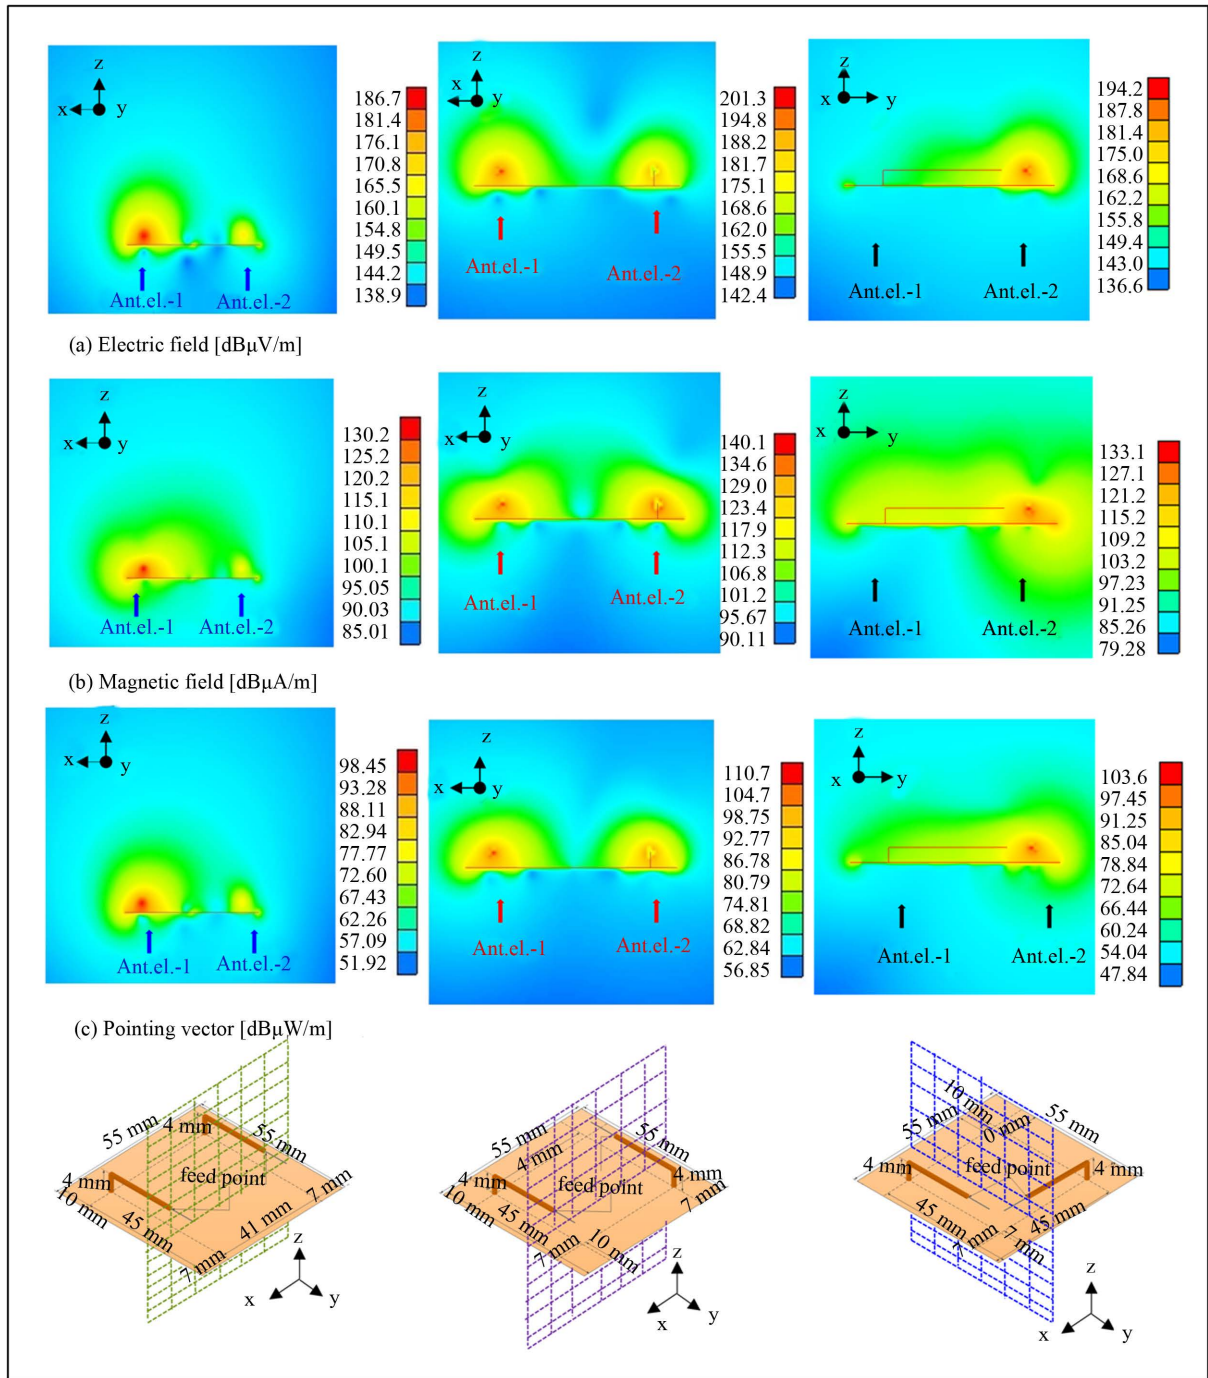 z
x y
186.7
181.4
176.1
170.8
165.5
160.1
154.8
149.5
144.2
138.9
Ant.el.-1 Ant.el.-2
z
x y
201.3
194.8
188.2
181.7
175.1
168.6
162.0
155.5
148.9
142.4
Ant.el.-1 Ant.el.-2
z
x y
194.2
187.8
181.4
175.0
168.6
162.2
155.8
149.4
143.0
136.6
Ant.el.-1 Ant.el.-2
(a) Electric field [dBμV/m]
z
x y
130.2
125.2
120.2
115.1
110.1
105.1
100.1
95.05
90.03
85.01
Ant.el.-1 Ant.el.-2
z
x y
140.1
134.6
129.0
123.4
117.9
112.3
106.8
101.2
95.67
90.11
Ant.el.-1 Ant.el.-2
z
x y
133.1
127.1
121.2
115.2
109.2
103.2
97.23
91.25
85.26
79.28
Ant.el.-1 Ant.el.-2
(b) Magnetic field [dBμA/m]
z
x y
98.45
93.28
88.11
82.94
77.77
72.60
67.43
62.26
57.09
51.92
Ant.el.-1 Ant.el.-2
z
x y
110.7
104.7
98.75
92.77
86.78
80.79
74.81
68.82
62.84
56.85
Ant.el.-1 Ant.el.-2
z
x y
103.6
97.45
91.25
85.04
78.84
72.64
66.44
60.24
54.04
47.84
Ant.el.-1 Ant.el.-2
(c) Pointing vector [dBμW/m]
55 mm
4 mm
55 mm
4 mm
feed point
7 mm
10 mm
45 mm
41 mm
7 mm
z
x y
55 mm
4 mm
55 mm
4 mm
feed point
7 mm
10 mm
45 mm
7 mm
10 mm
z
x y
10 mm
55 mm
55 mm
0 mm
4 mm
feed point
4 mm
45 mm
45 mm
7 mm
7 mm
z
x y